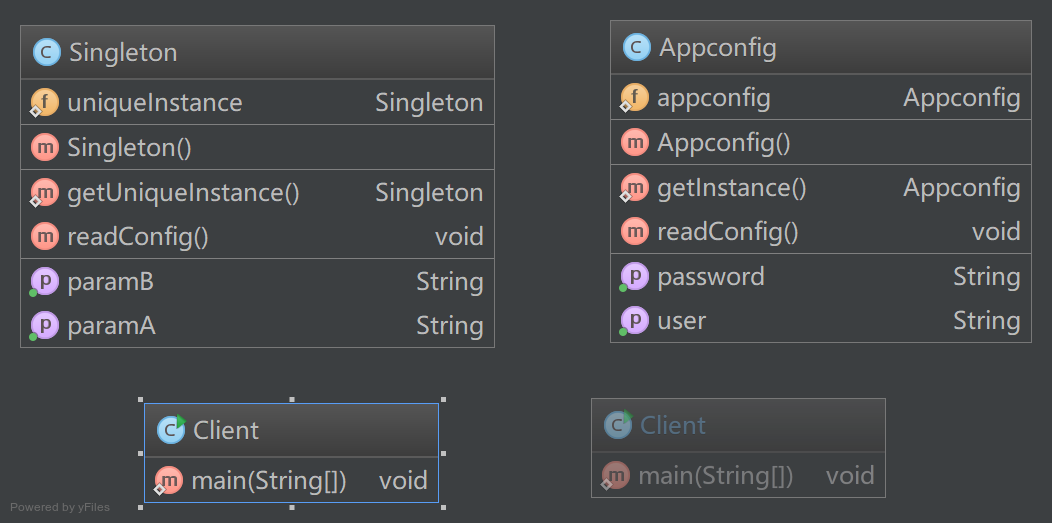 Singleton
uniqueInstance Singleton
Singleton()
getUniqueInstance() Singleton
readConfig() void
paramB String
paramA String
Appconfig
appconfig Appconfig
Appconfig()
getInstance() Appconfig
readConfig() void
password String
user String
Client
main(String[]) void
Client
main(String[]) void
Powered by yFiles